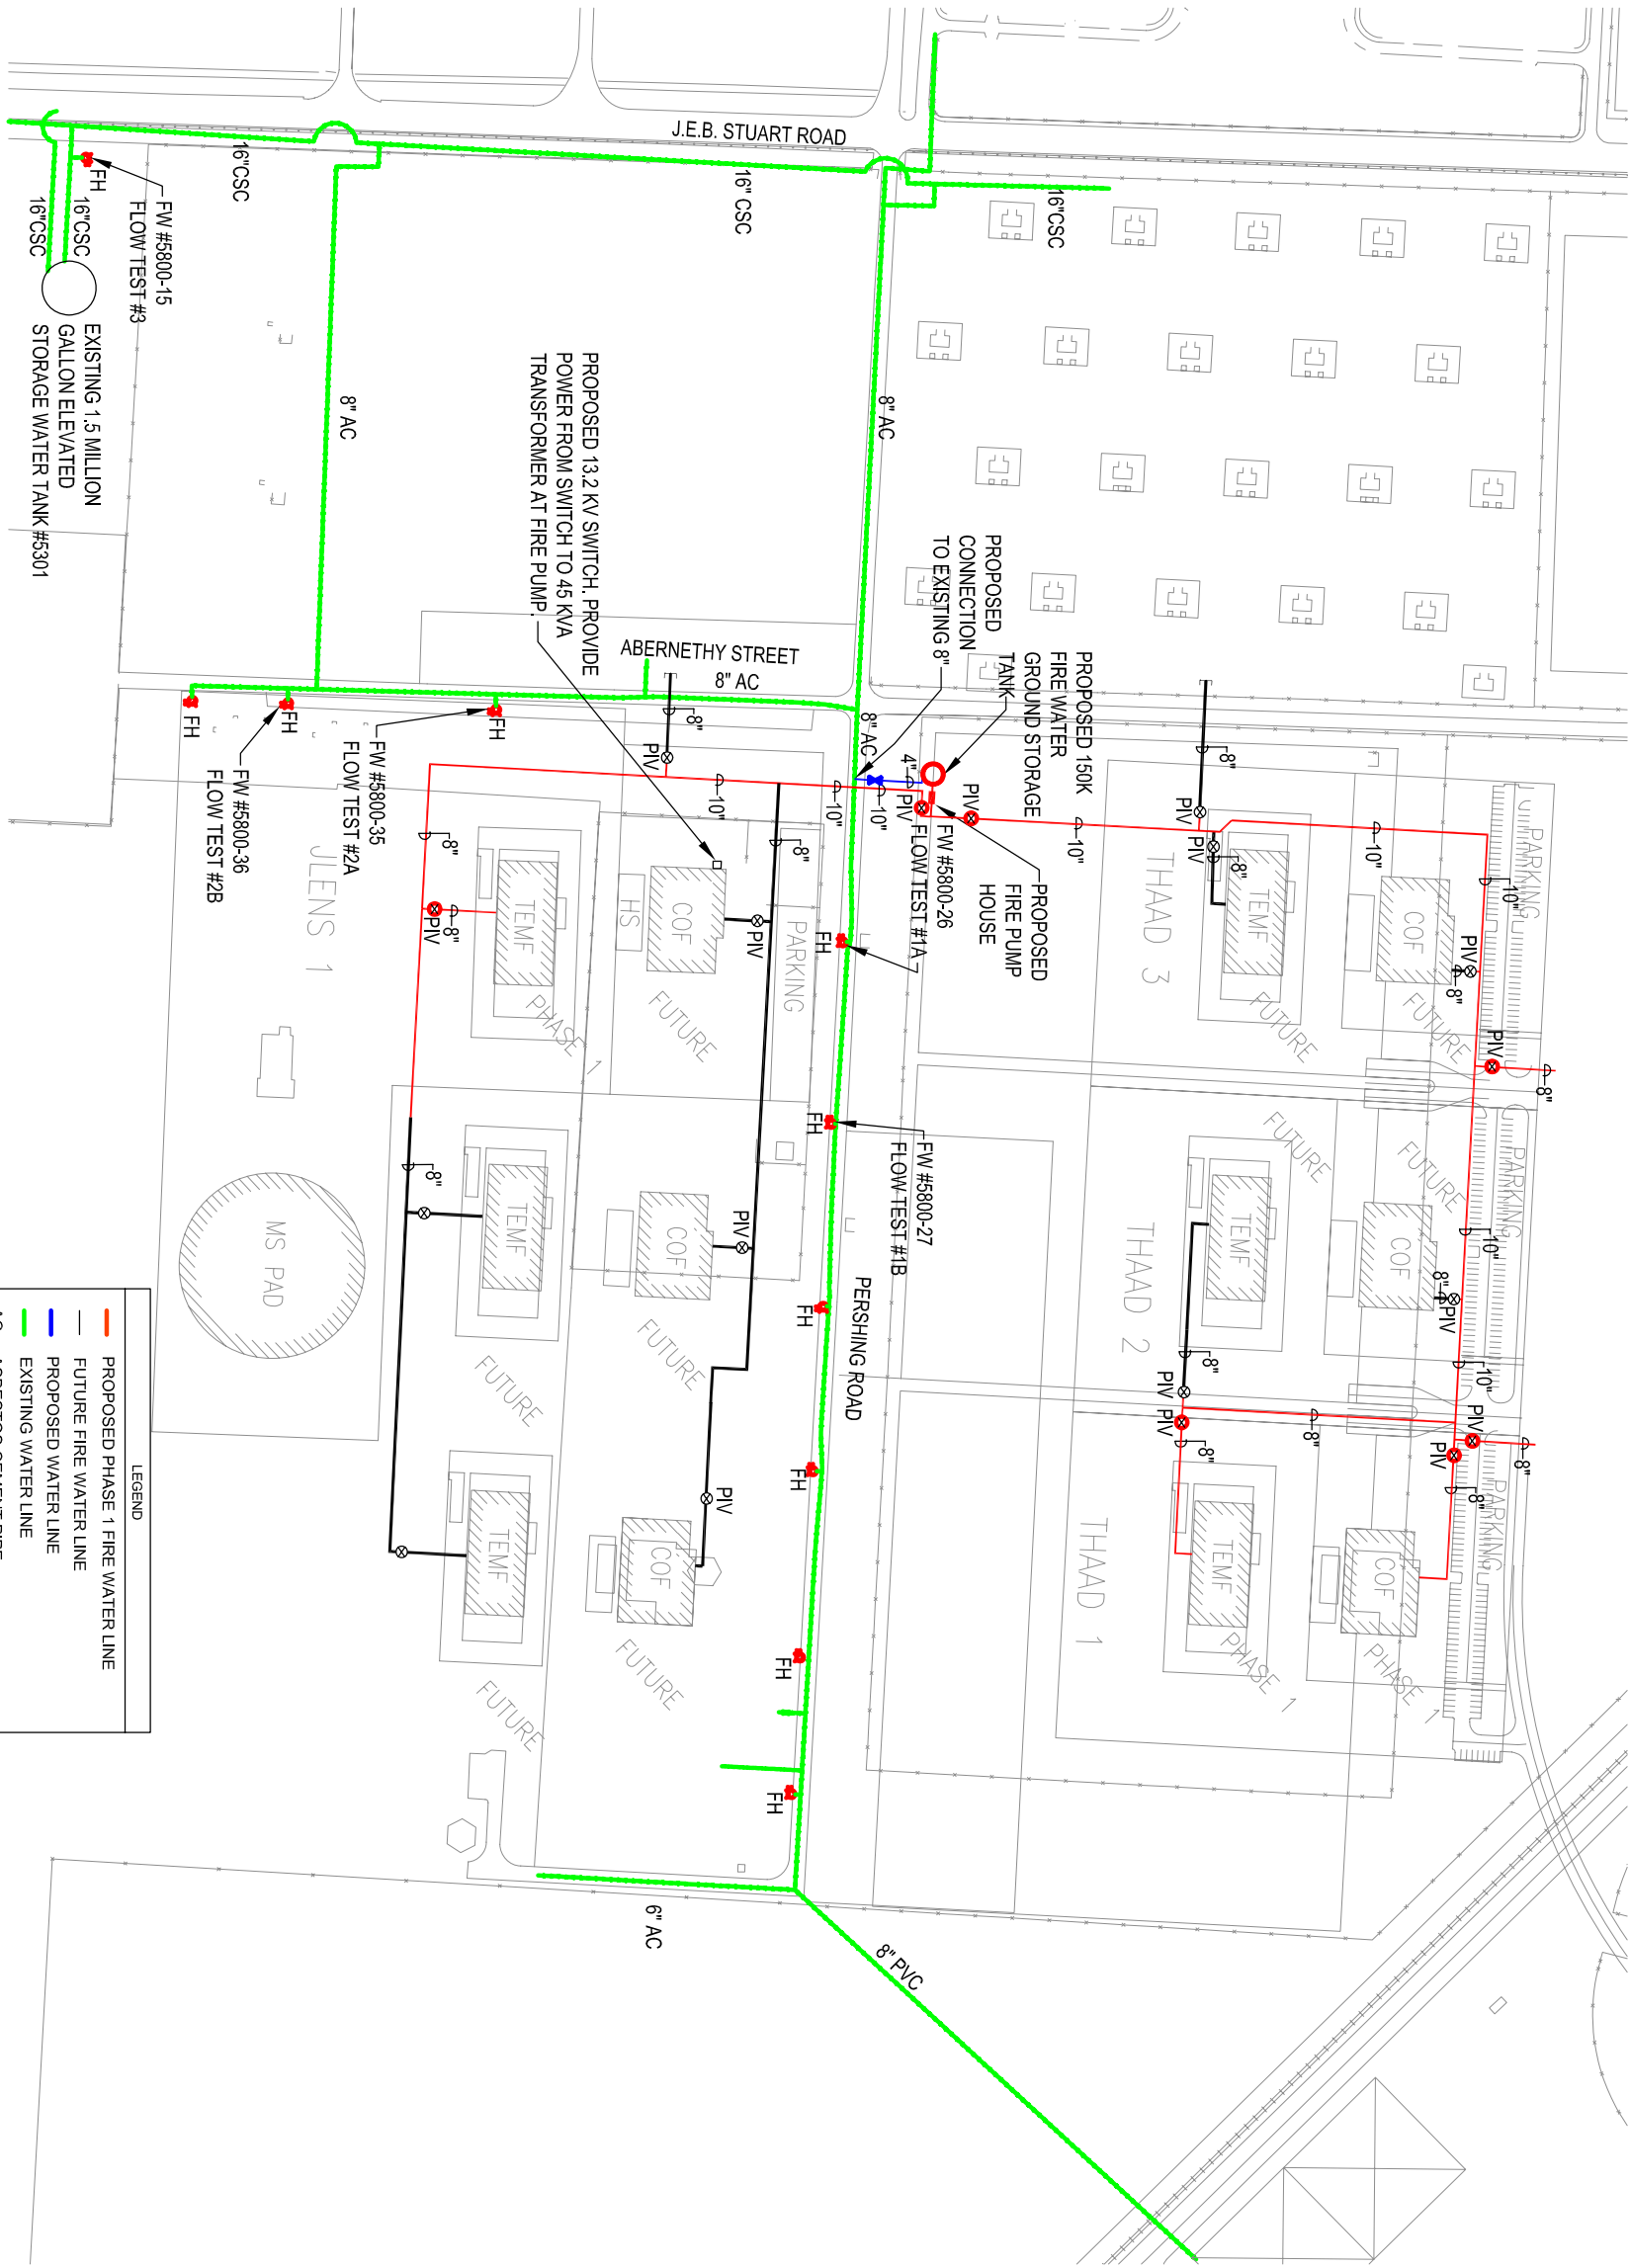 J.E.B. STUART ROAD
16"CSC
16" CSC
16"CSC
FH
FW #5800-15
FLOW TEST #3
16"CSC
16"CSC
EXISTING 1.5 MILLION
GALLON ELEVATED
STORAGE WATER TANK #5301
8" AC
8" AC
PROPOSED 13.2 KV SWITCH. PROVIDE
POWER FROM SWITCH TO 45 KVA
TRANSFORMER AT FIRE PUMP.
PROPOSED
CONNECTION
TO EXISTING 8"
PROPOSED 150K
FIRE WATER
GROUND STORAGE
TANK
ABERNETHY STREET
8" AC
8" AC
FH
FH
FH
FW #5800-35
FLOW TEST #2A
FW #5800-36
FLOW TEST #2B
8"
PIV
10"
10"
10"
4"
PIV
PIV
FW #5800-26
FLOW TEST #1A
PROPOSED
FIRE PUMP
HOUSE
10"
8"
PIV
PIV
8"
10"
10"
PARKING
THAAD 3
TEMF
COF
FUTURE
FUTURE
PIV
8"
PIV
8"
JLENS 1
8"
PIV
8"
TEMF
PHASE 1
HS
COF
FUTURE
PIV
8"
PARKING
FH
FH
FW #5800-27
FLOW TEST #1B
PERSHING ROAD
FH
FH
FH
FH
MS PAD
8"
TEMF
FUTURE
COF
FUTURE
PIV
PIV
TEMF
FUTURE
COF
FUTURE
THAAD 2
TEMF
FUTURE
COF
FUTURE
PARKING
10"
8"
PIV
10"
8"
PIV
PIV
8"
8"
PIV
8"
PIV
8"
PARKING
THAAD 1
TEMF
PHASE 1
COF
PHASE 1
6" AC
8" PVC
LEGEND
PROPOSED PHASE 1 FIRE WATER LINE
FUTURE FIRE WATER LINE
PROPOSED WATER LINE
EXISTING WATER LINE